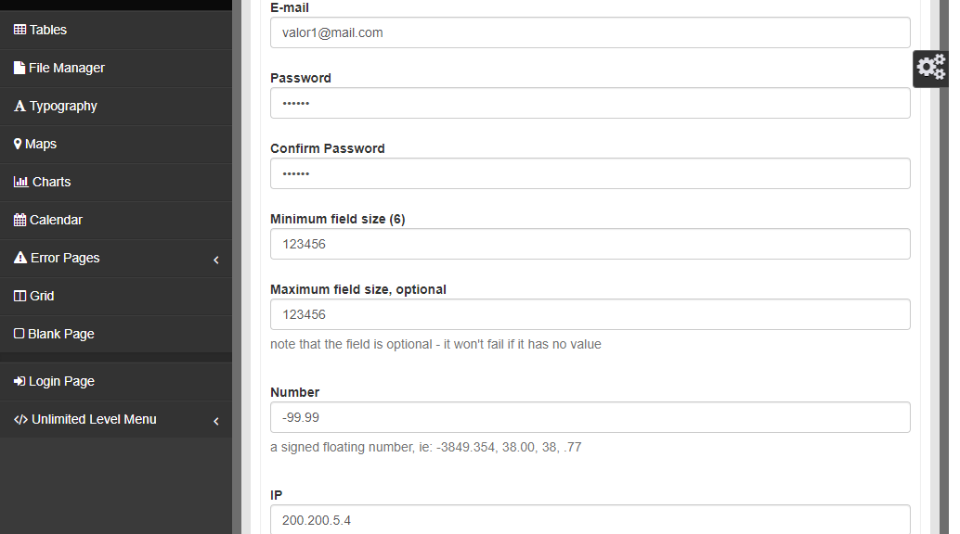 Tables
File Manager
Typography
Maps
Charts
Calendar
Error Pages
Grid
Blank Page
Login Page
Unlimited Level Menu
E-mail
valor1@mail.com
Password
••••••
Confirm Password
••••••
Minimum field size (6)
123456
Maximum field size, optional
123456
note that the field is optional - it won't fail if it has no value
Number
-99.99
a signed floating number, ie: -3849.354, 38.00, 38, .77
IP
200.200.5.4